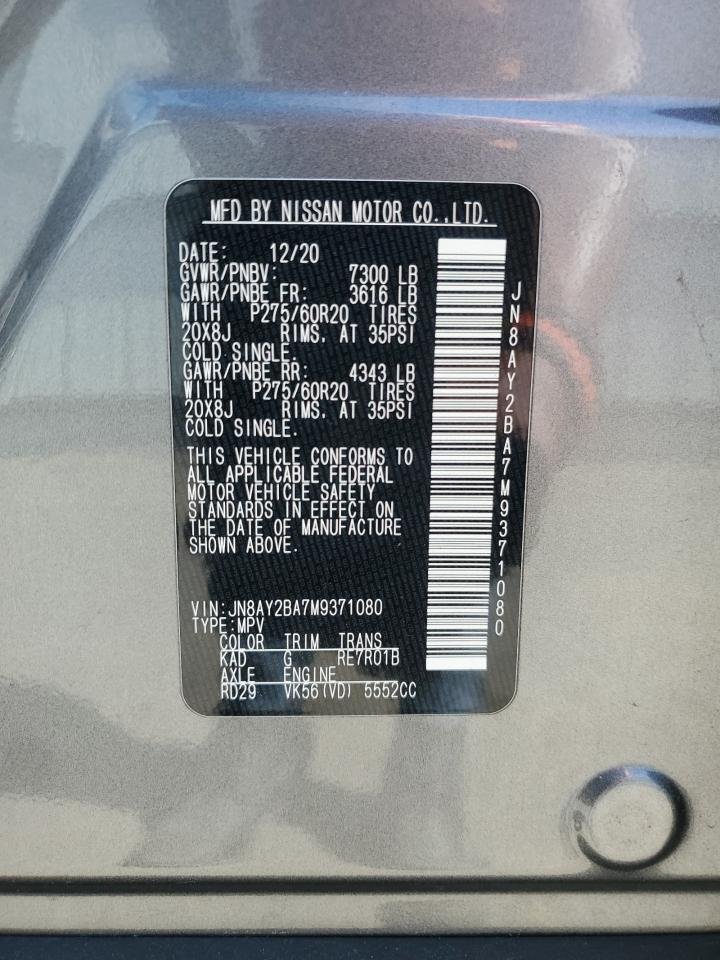 MFD BY NISSAN MOTOR CO.,LTD.
DATE: 12/20
GVWR/PNBV: 7300 LB
GAWR/PNBE FR: 3616 LB
WITH P275/60R20 TIRES
20X8J RIMS. AT 35PSI
COLD SINGLE.
GAWR/PNBE RR: 4343 LB
WITH P275/60R20 TIRES
20X8J RIMS. AT 35PSI
COLD SINGLE.
THIS VEHICLE CONFORMS TO
ALL APPLICABLE FEDERAL
MOTOR VEHICLE SAFETY
STANDARDS IN EFFECT ON
THE DATE OF MANUFACTURE
SHOWN ABOVE.
VIN:JN8AY2BA7M9371080
TYPE:MPV
COLOR TRIM TRANS
KAD G RE7R01B
AXLE ENGINE
RD29 VK56(VD) 5552CC
JN8AY2BA7M9371080